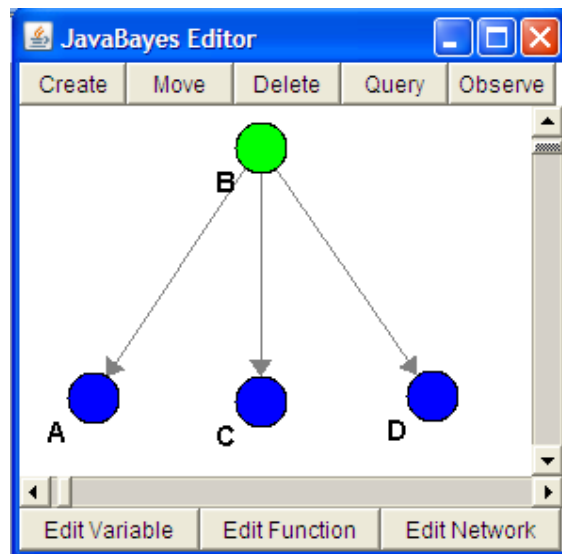 JavaBayes Editor
Create Move Delete Query Observe
B
A C D
Edit Variable Edit Function Edit Network